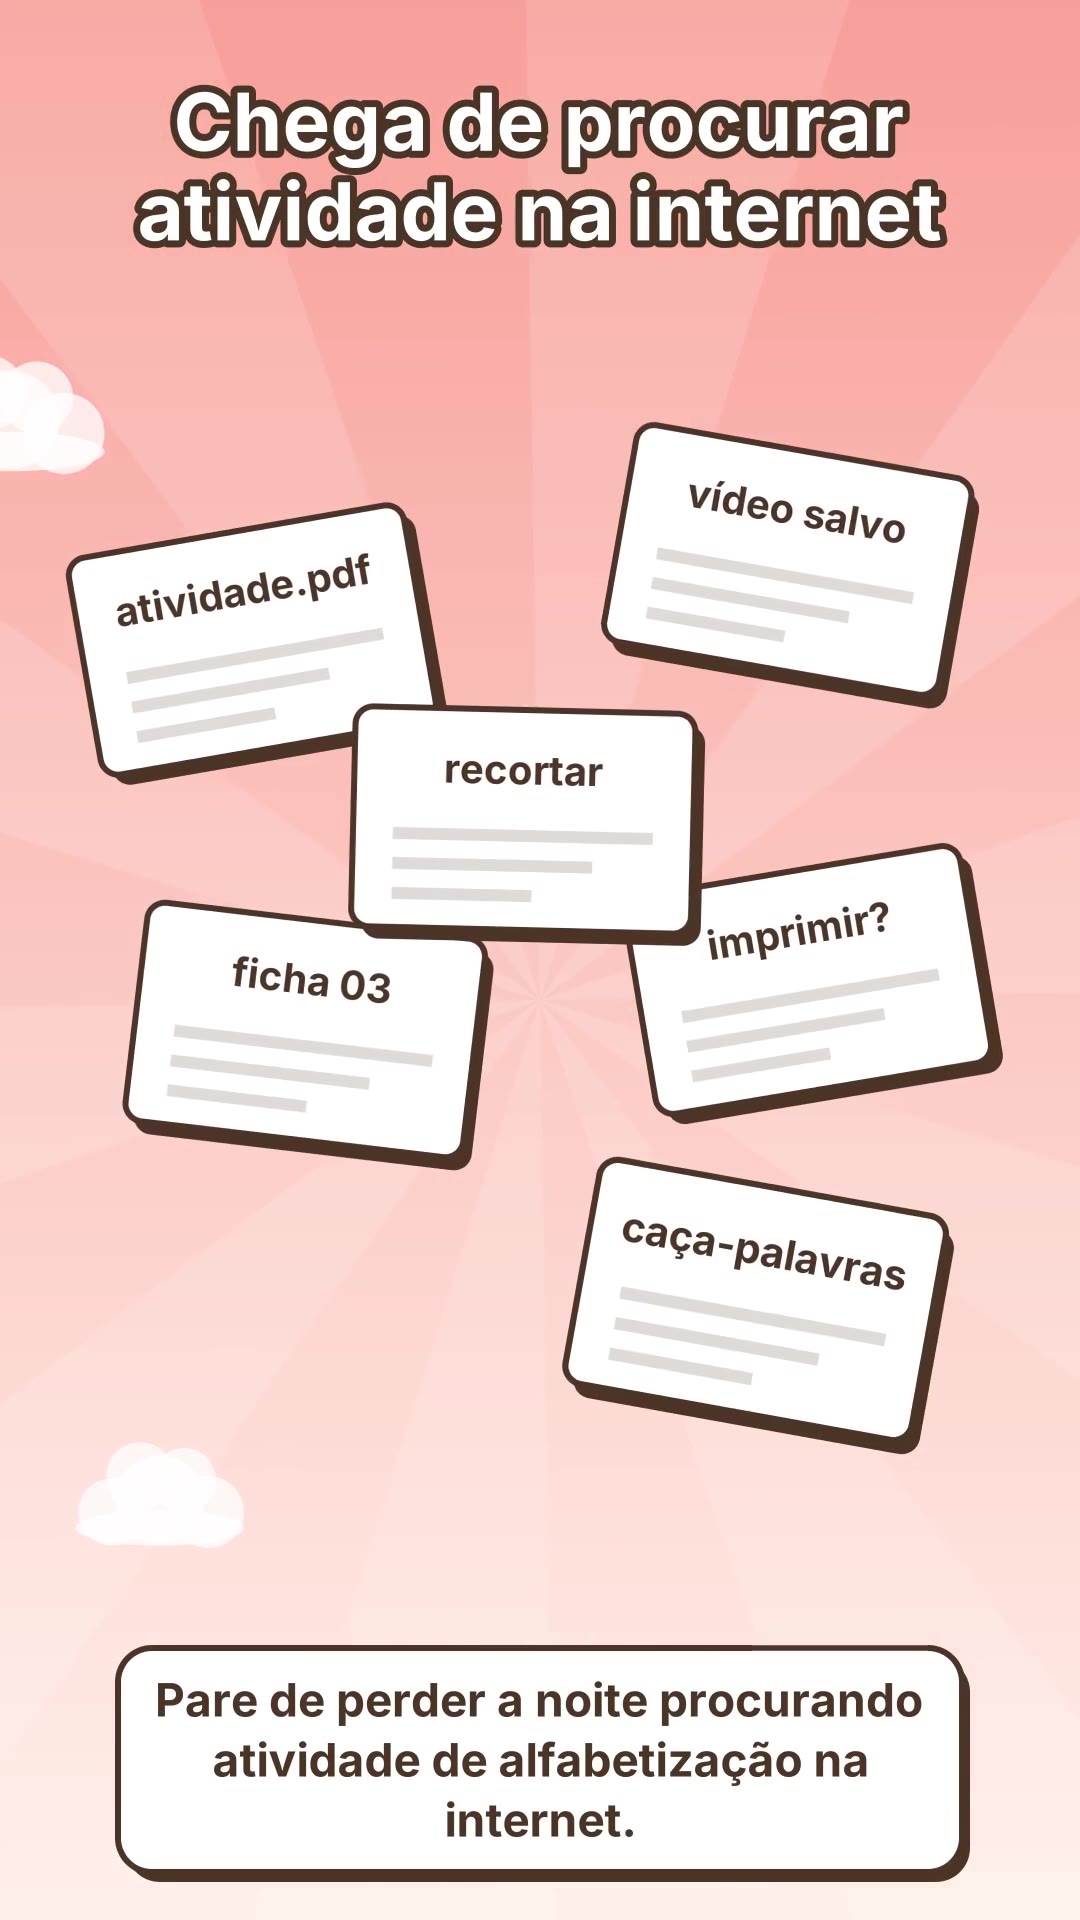 Chega de procurar
atividade na internet
vídeo salvo
atividade.pdf
recortar
imprimir?
ficha 03
caça-palavras
Pare de perder a noite procurando
atividade de alfabetização na
internet.